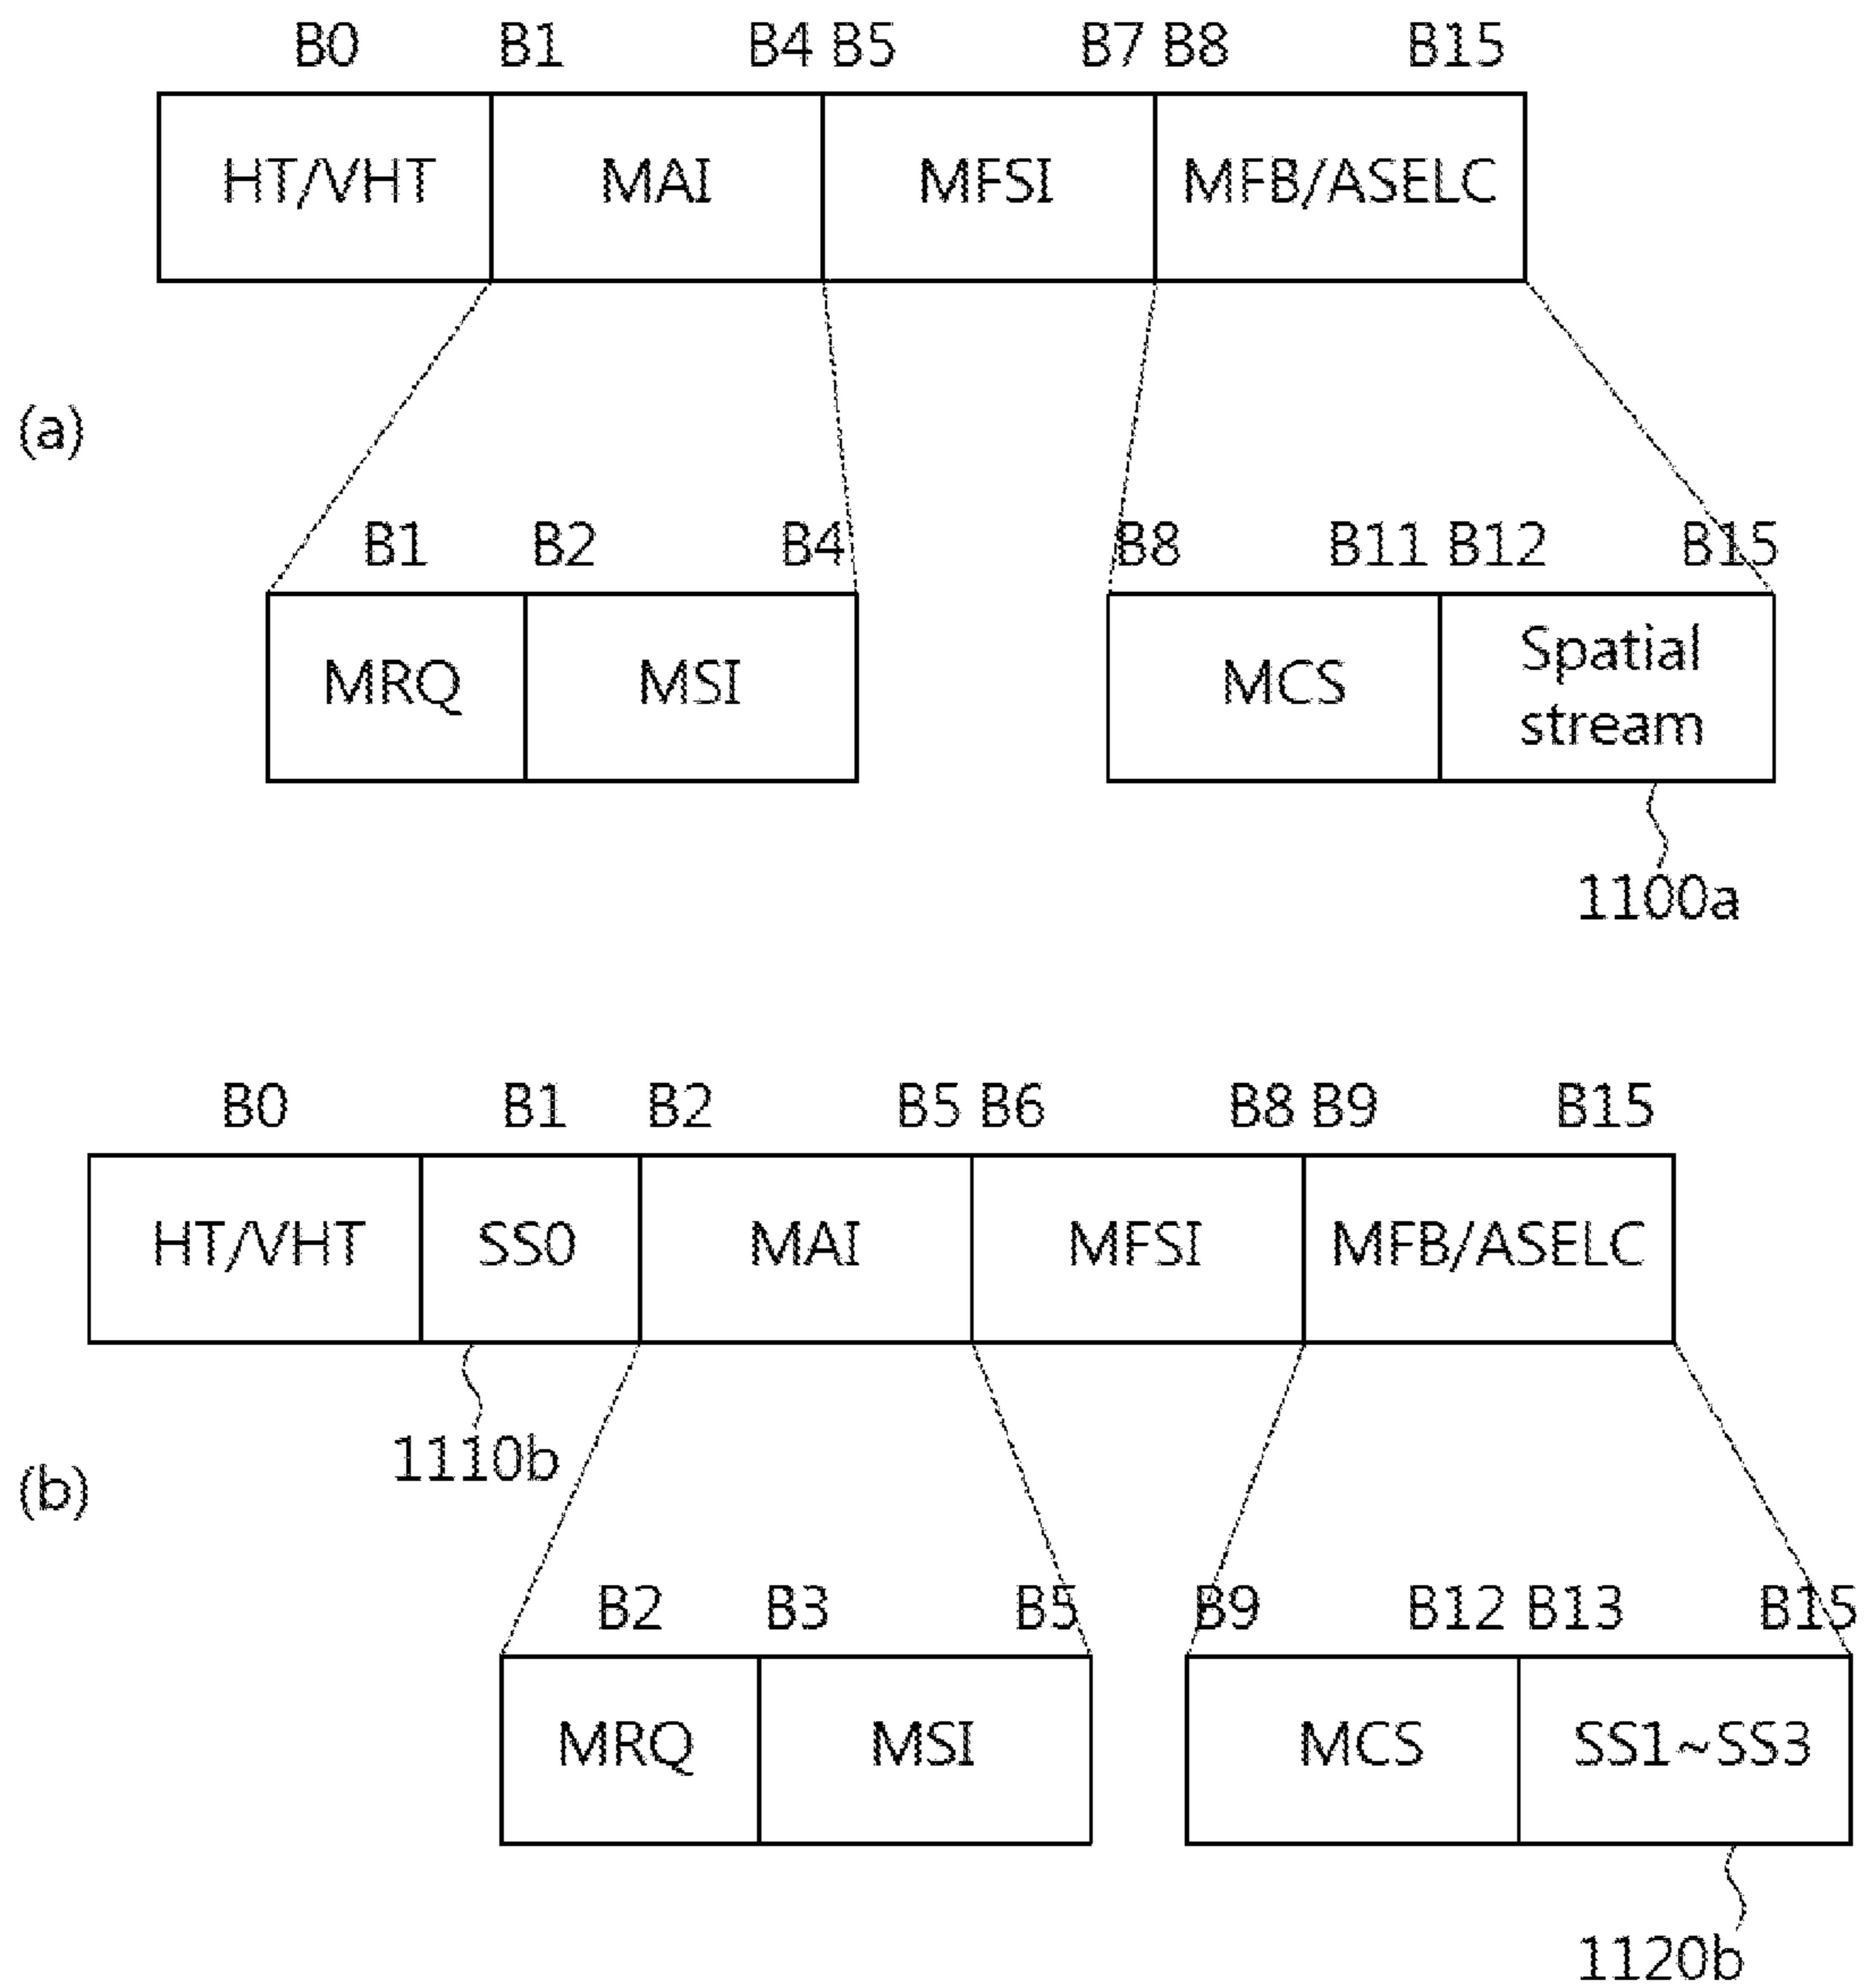 B0 B1 B4 B5 B7 B8 B15
HT/VHT MAI MFSI MFB/ASELC
(a)
B1 B2 B4 B8 B11 B12 B15
MRQ MSI MCS Spatial
stream
1100a
B0 B1 B2 B5 B6 B8 B9 B15
HT/VHT SS0 MAI MFSI MFB/ASELC
1110b
(b)
B2 B3 B5 B9 B12 B13 B15
MRQ MSI MCS SS1~SS3
1120b